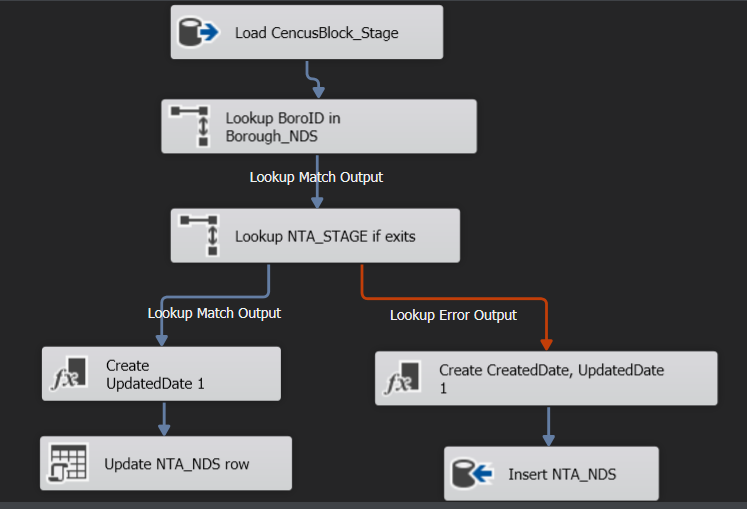 Load CencusBlock_Stage
Lookup BoroID in
Borough_NDS
Lookup Match Output
Lookup NTA_STAGE if exits
Lookup Match Output
Lookup Error Output
Create
UpdatedDate 1
Create CreatedDate, UpdatedDate
1
Update NTA_NDS row
Insert NTA_NDS